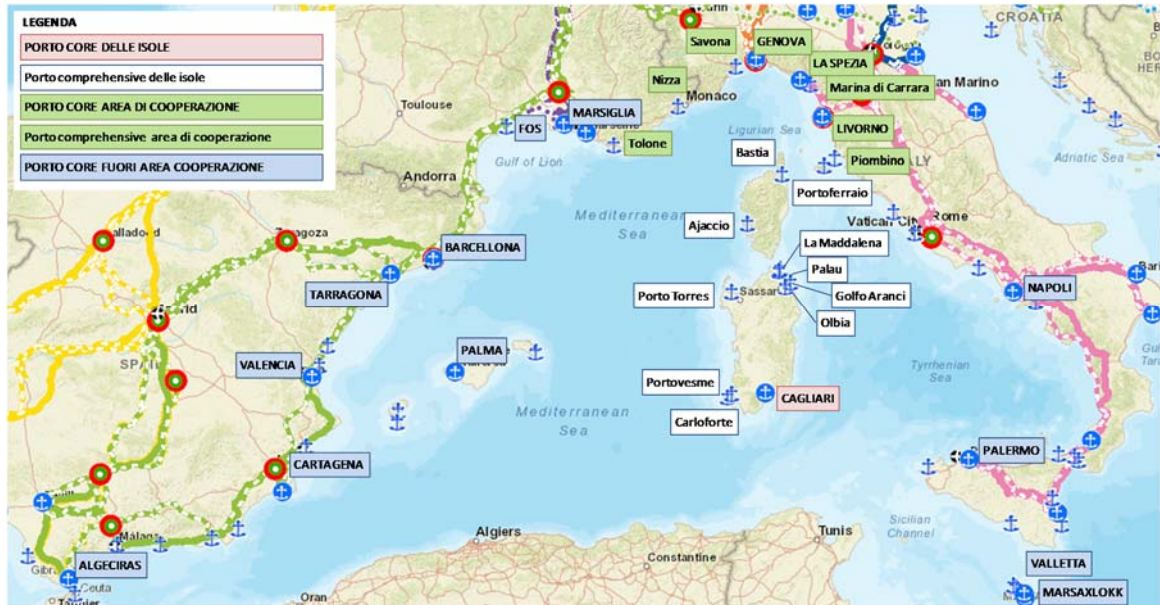 LEGENDA
PORTO CORE DELLE ISOLE
Porto comprehensive delle isole
PORTO CORE AREA DI COOPERAZIONE
Porto comprehensive area di cooperazione
PORTO CORE FUORI AREA COOPERAZIONE
CROATIA
Savona
GENOVA
LA SPEZIA
Marina di Carrara
an Marino
Nizza
Monaco
Toulouse
MARSIGLIA
FOS
Tolone
Gulf of Lion
Ligurian Sea
LIVORNO
Piombino
Adriatic Sea
Bastia
Portoferraio
Andorra
Mediterranean
Sea
Ajaccio
Vatican City
Rome
La Maddalena
Palau
Golfo Aranci
Olbia
Porto Torres
Sassar
BARCELLONA
TARRAGONA
NAPOLI
Bari
VALENCIA
PALMA
Tyrrhenian
Sea
Portovesme
CAGLIARI
Carloforte
Mediterranean
Sea
CARTAGENA
PALERMO
Málaga
ALGECIRAS
Ceuta
Algiers
Constantine
Tunis
Sicilian
Channel
Oran
VALLETTA
MARSAXLOKK